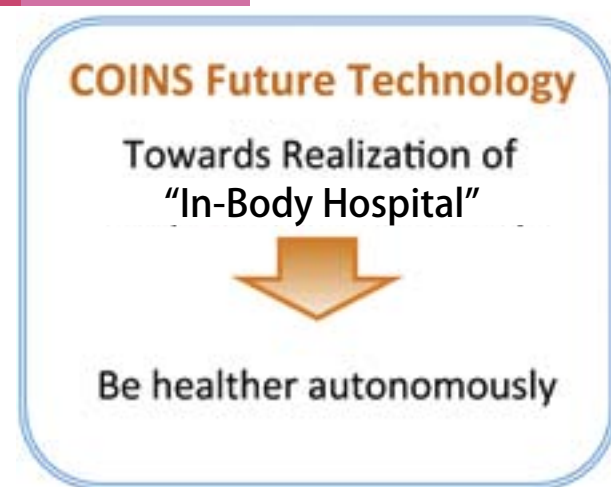 COINS Future Technology
Towards Realization of
“In-Body Hospital”
Be healther autonomously